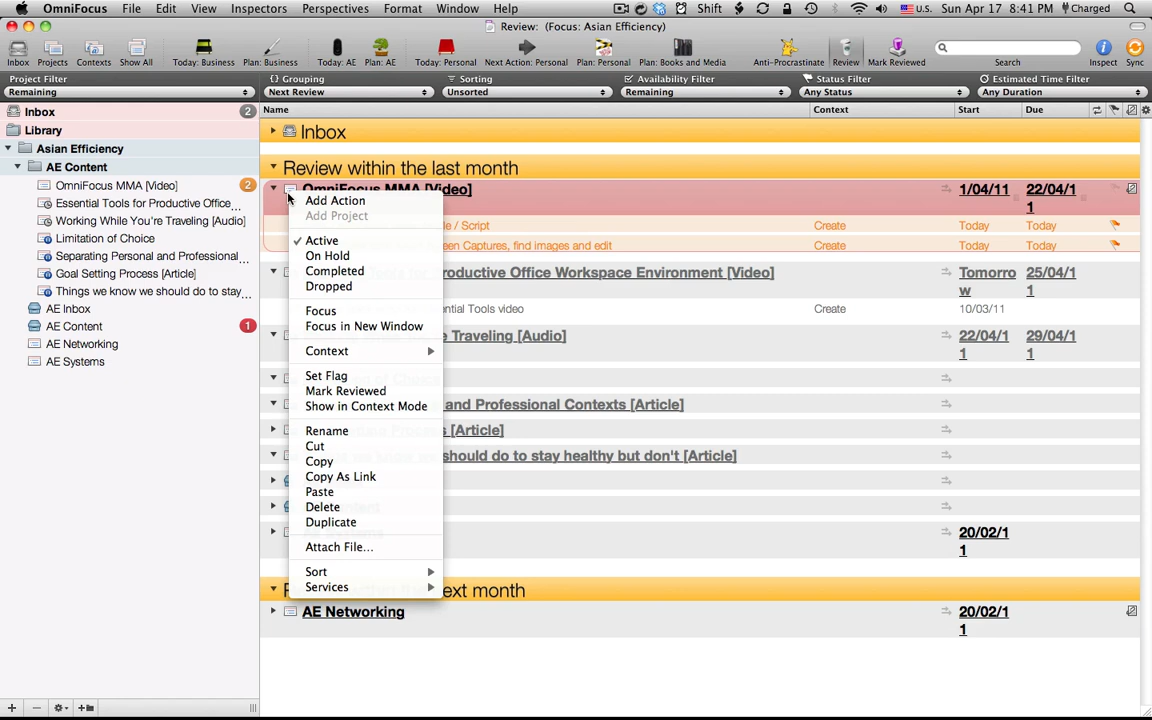 OmniFocus File Edit View Inspectors Perspectives Format Window Help Shift U.S. Sun Apr 17 8:41 PM Charged
Review: (Focus: Asian Efficiency)
Inbox Projects Contexts Show All Today: Business Plan: Business Today: AE Plan: AE Today: Personal Next Action: Personal Plan: Personal Plan: Books and Media Anti-Procrastinate Review Mark Reviewed Search Inspect Sync
Project Filter Grouping Sorting Availability Filter Status Filter Estimated Time Filter
Remaining Next Review Unsorted Remaining Any Status Any Duration
Name Context Start Due
Inbox 2
Library
Asian Efficiency
AE Content
OmniFocus MMA [Video] 2
Essential Tools for Productive Office...
Working While You're Traveling [Audio]
Limitation of Choice
Separating Personal and Professional...
Goal Setting Process [Article]
Things we know we should do to stay...
AE Inbox
AE Content 1
AE Networking
AE Systems
Inbox
Review within the last month
OmniFocus MMA [Video] 1/04/11 22/04/1
1
le / Script Create Today Today
een Captures, find images and edit Create Today Today
roductive Office Workspace Environment [Video] Tomorro 25/04/1
w 1
ential Tools video Create 10/03/11
e Traveling [Audio] 22/04/1 29/04/1
1 1
and Professional Contexts [Article]
s [Article]
should do to stay healthy but don't [Article]
20/02/1
1
ext month
AE Networking 20/02/1
1
Add Action
Add Project
Active
On Hold
Completed
Dropped
Focus
Focus in New Window
Context
Set Flag
Mark Reviewed
Show in Context Mode
Rename
Cut
Copy
Copy As Link
Paste
Delete
Duplicate
Attach File...
Sort
Services